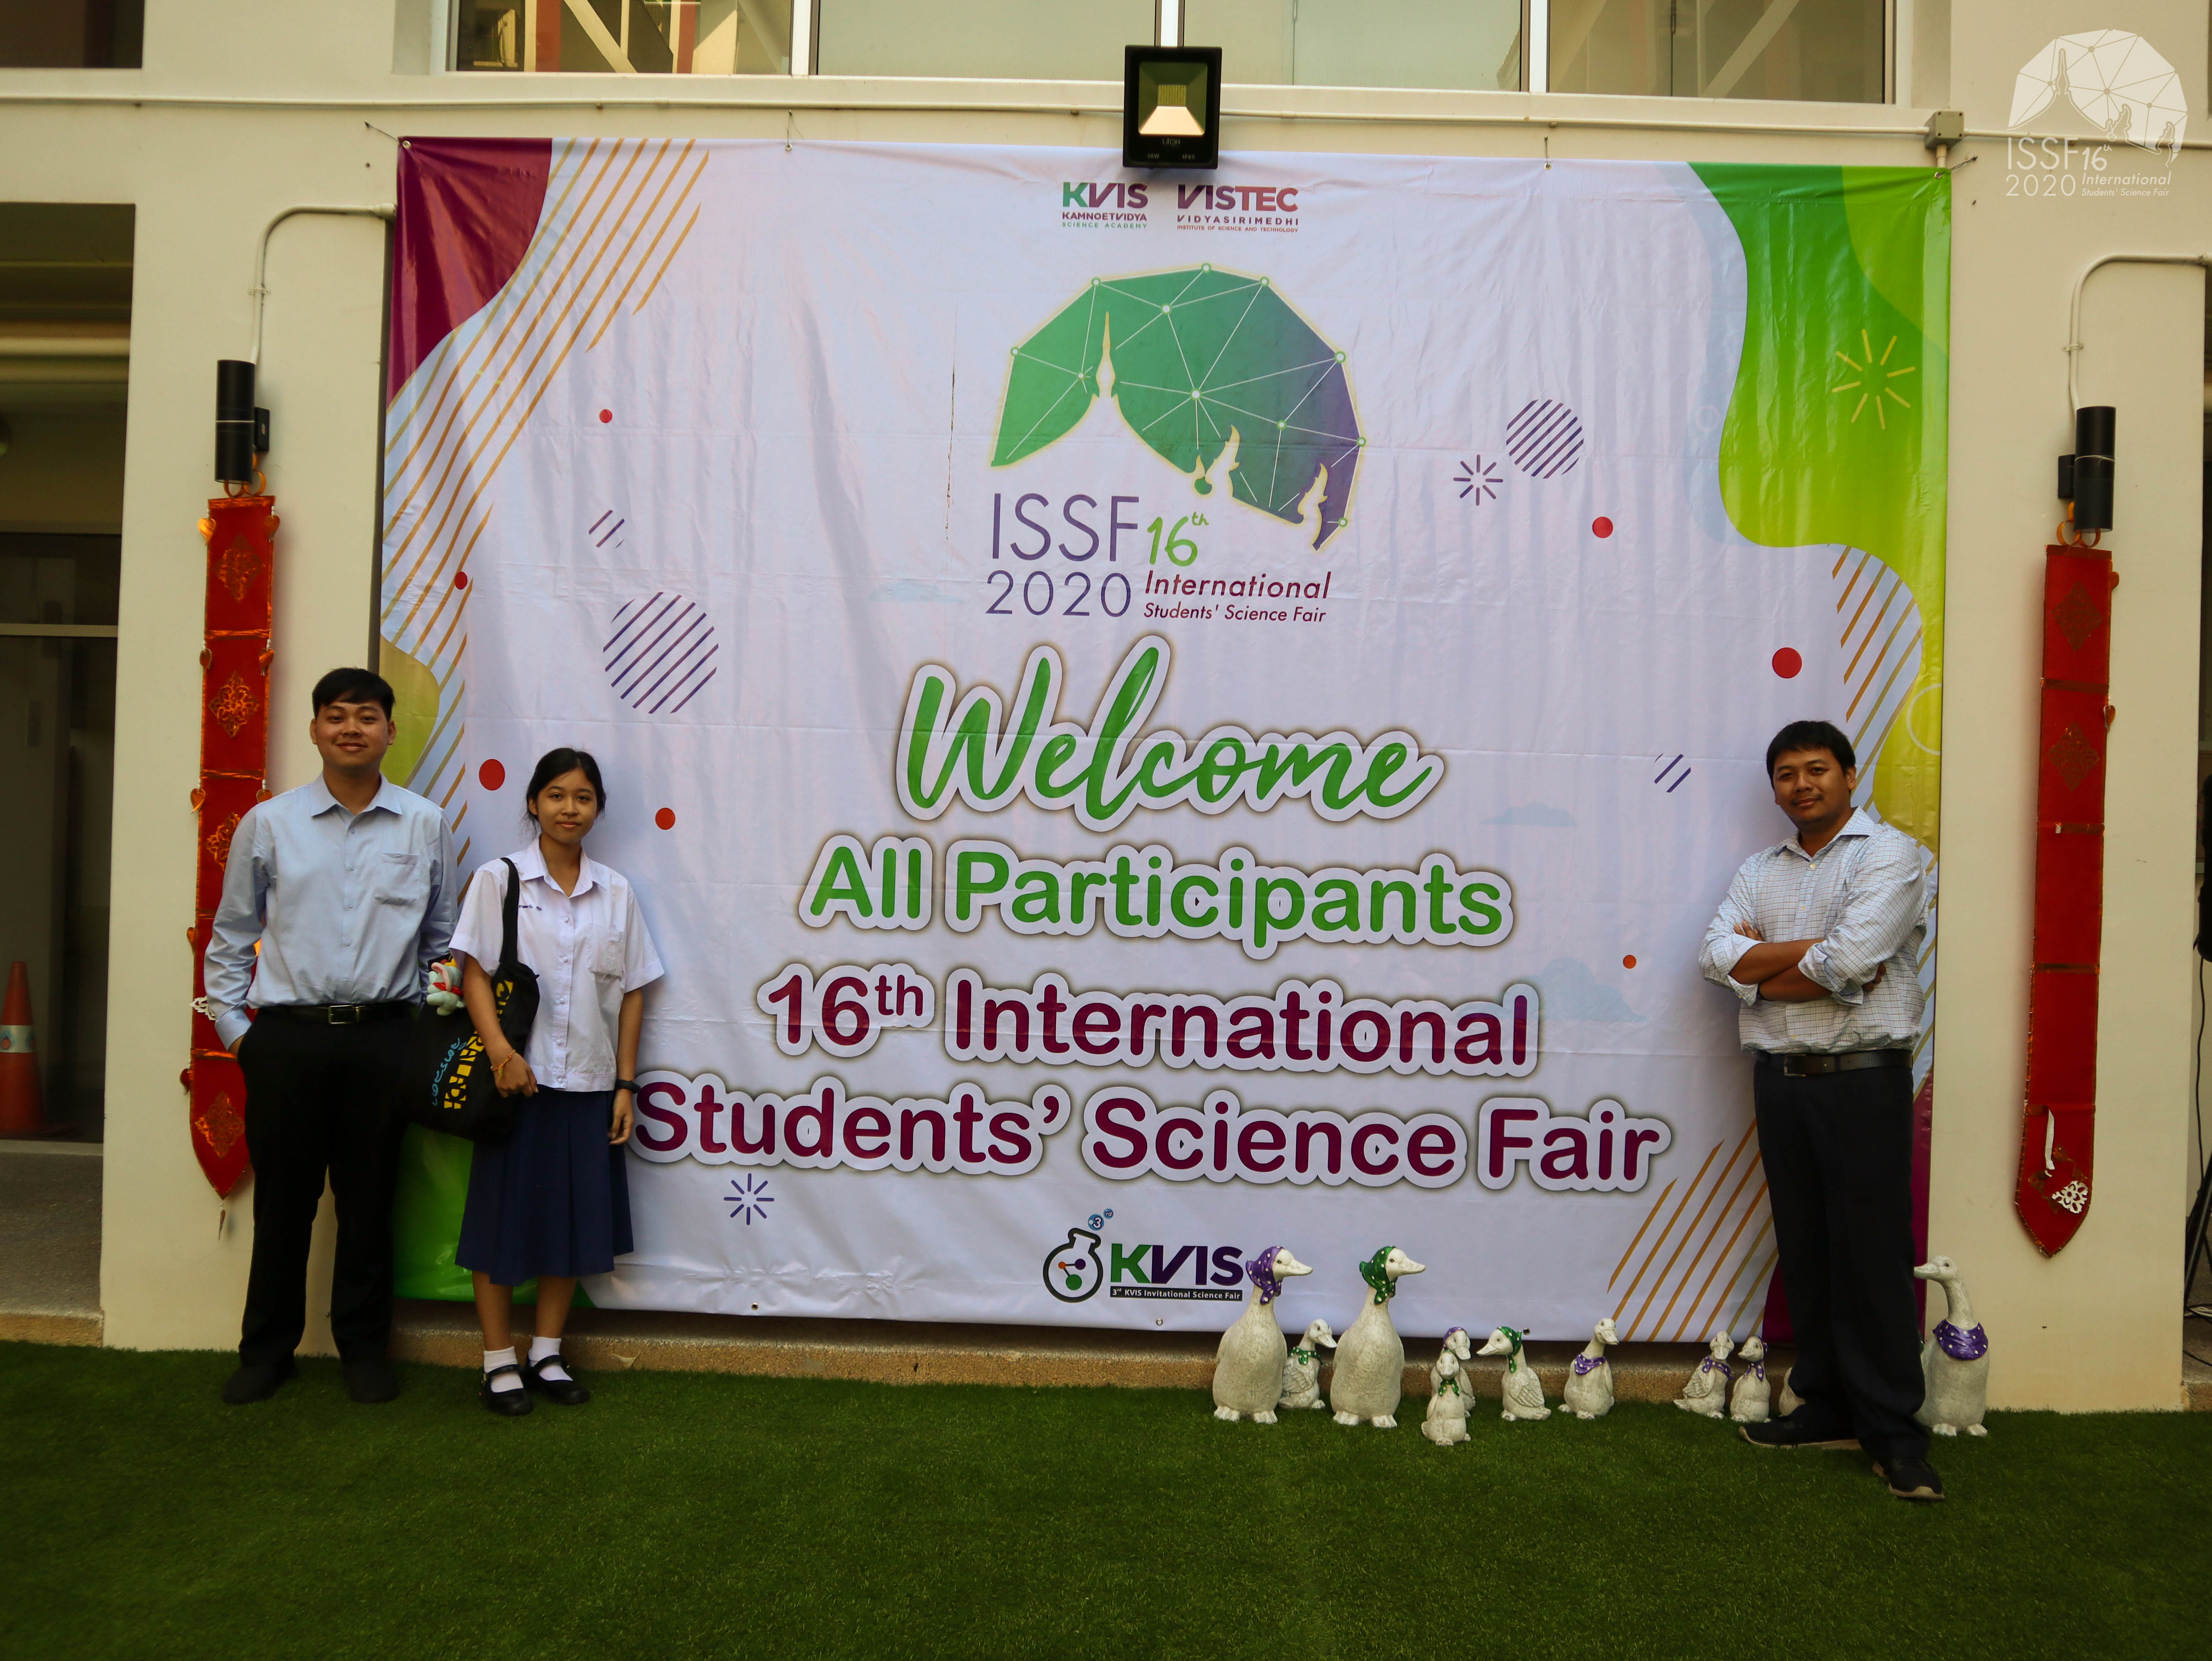 KVIS VISTEC
KAMNOETVIDYA VIDYASIRIMEDHI
SCIENCE ACADEMY INSTITUTE OF SCIENCE AND TECHNOLOGY
ISSF 16th
2020 International
Students' Science Fair
Welcome
All Participants
16th International
Students' Science Fair
3rd
KVIS
3rd KVIS Invitational Science Fair
ISSF 16th
2020 International
Students' Science Fair